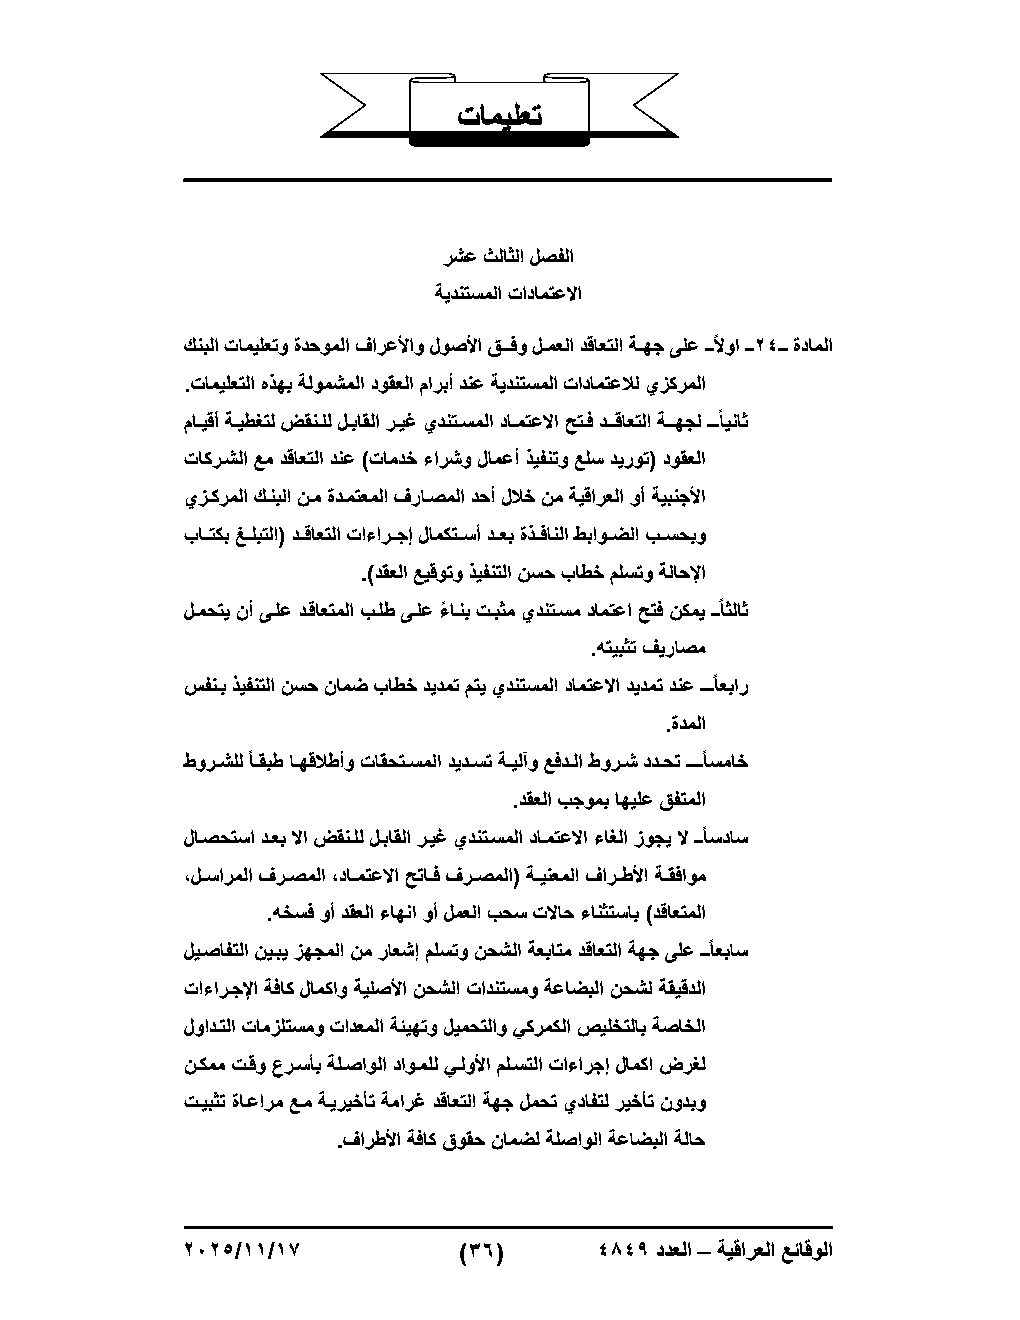 تعليمات
الفصل الثالث عشر
الاعتمادات المستندية
المادة ــ٢٤ــ اولاًــ على جهة التعاقد العمل وفق الأصول والأعراف الموحدة وتعليمات البنك
المركزي للاعتمادات المستندية عند أبرام العقود المشمولة بهذه التعليمات.
ثانياًــ لجهة التعاقد فتح الاعتماد المستندي غير القابل للنقض لتغطية أقيام
العقود (توريد سلع وتنفيذ أعمال وشراء خدمات) عند التعاقد مع الشركات
الأجنبية أو العراقية من خلال أحد المصارف المعتمدة من البنك المركزي
وبحسب الضوابط النافذة بعد أستكمال إجراءات التعاقد (التبلغ بكتاب
الإحالة وتسلم خطاب حسن التنفيذ وتوقيع العقد).
ثالثاًــ يمكن فتح اعتماد مستندي مثبت بناءً على طلب المتعاقد على أن يتحمل
مصاريف تثبيته.
رابعاًــ عند تمديد الاعتماد المستندي يتم تمديد خطاب ضمان حسن التنفيذ بنفس
المدة.
خامساًــ تحدد شروط الدفع وآلية تسديد المستحقات وأطلاقها طبقاً للشروط
المتفق عليها بموجب العقد.
سادساًــ لا يجوز الغاء الاعتماد المستندي غير القابل للنقض الا بعد استحصال
موافقة الأطراف المعنية (المصرف فاتح الاعتماد، المصرف المراسل،
المتعاقد) باستثناء حالات سحب العمل أو انهاء العقد أو فسخه.
سابعاًــ على جهة التعاقد متابعة الشحن وتسلم إشعار من المجهز يبين التفاصيل
الدقيقة لشحن البضاعة ومستندات الشحن الأصلية واكمال كافة الإجراءات
الخاصة بالتخليص الكمركي والتحميل وتهيئة المعدات ومستلزمات التداول
لغرض اكمال إجراءات التسلم الأولي للمواد الواصلة بأسرع وقت ممكن
وبدون تأخير لتفادي تحمل جهة التعاقد غرامة تأخيرية مع مراعاة تثبيت
حالة البضاعة الواصلة لضمان حقوق كافة الأطراف.
الوقائع العراقية – العدد ٤٨٤٩ (٣٦) ٢٠٢٥/١١/١٧